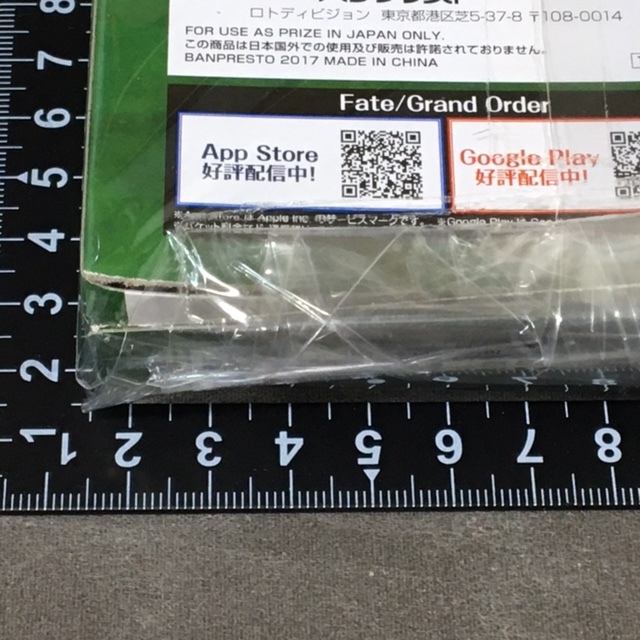 ロトディビジョン 東京都港区芝5-37-8 〒108-0014
FOR USE AS PRIZE IN JAPAN ONLY.
この商品は日本国外での使用及び販売は許諾されておりません。
BANPRESTO 2017 MADE IN CHINA
Fate/Grand Order
App Store
好評配信中!
Google Play
好評配信中!
8
7
6
5
4
3
2
1
1
2
3
4
5
6
7
8